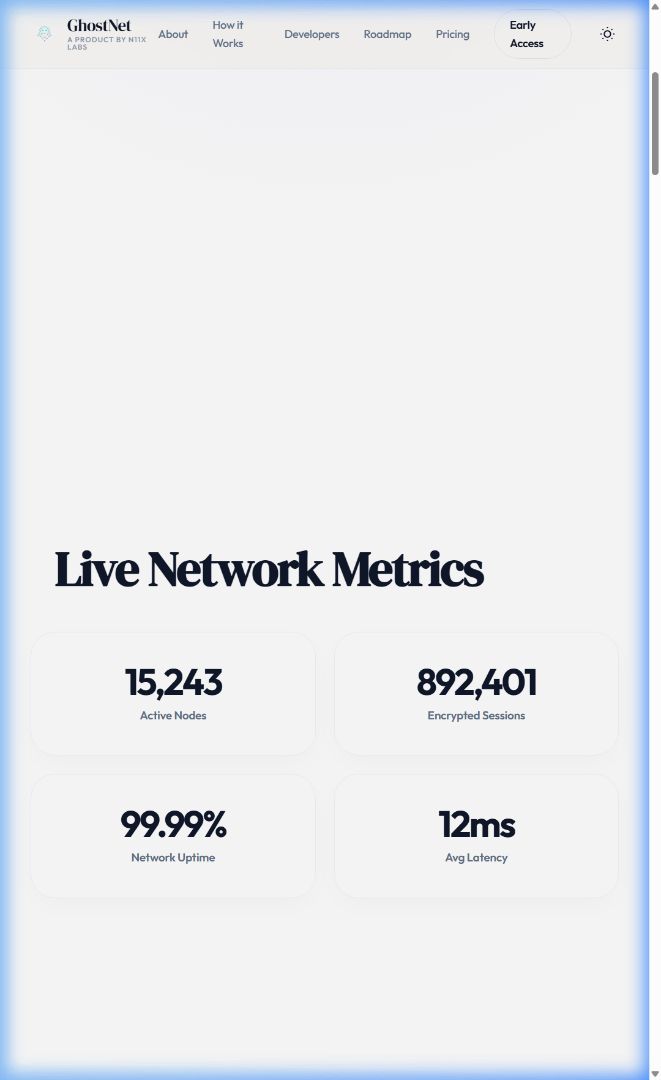 GhostNet
A PRODUCT BY N11X
LABS
About
How it
Works
Developers
Roadmap
Pricing
Early
Access
Live Network Metrics
15,243
Active Nodes
892,401
Encrypted Sessions
99.99%
Network Uptime
12ms
Avg Latency